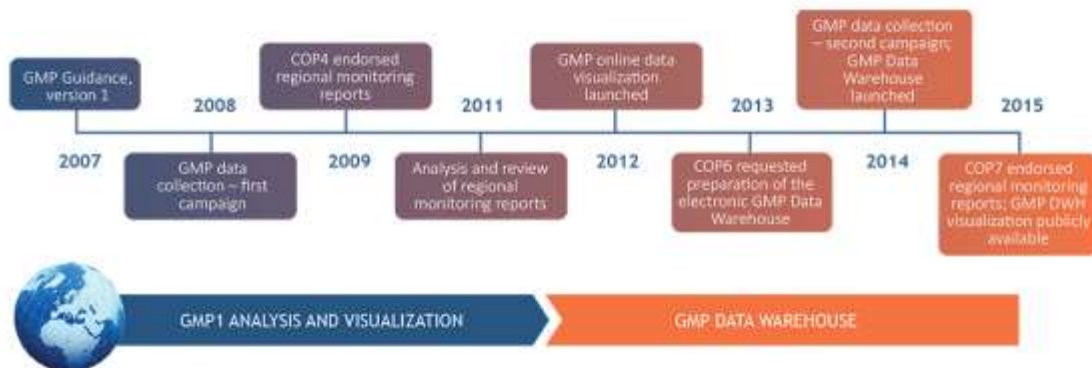 GMP Guidance,
version 1
2007
2008
GMP data
collection – first
campaign
COP4 endorsed
regional monitoring
reports
2009
2011
Analysis and review
of regional
monitoring reports
GMP online data
visualization
launched
2012
2013
COP6 requested
preparation of the
electronic GMP Data
Warehouse
GMP data collection
– second campaign;
GMP Data
Warehouse
launched
2014
2015
COP7 endorsed
regional monitoring
reports; GMP DWH
visualization publicly
available
GMP1 ANALYSIS AND VISUALIZATION
GMP DATA WAREHOUSE